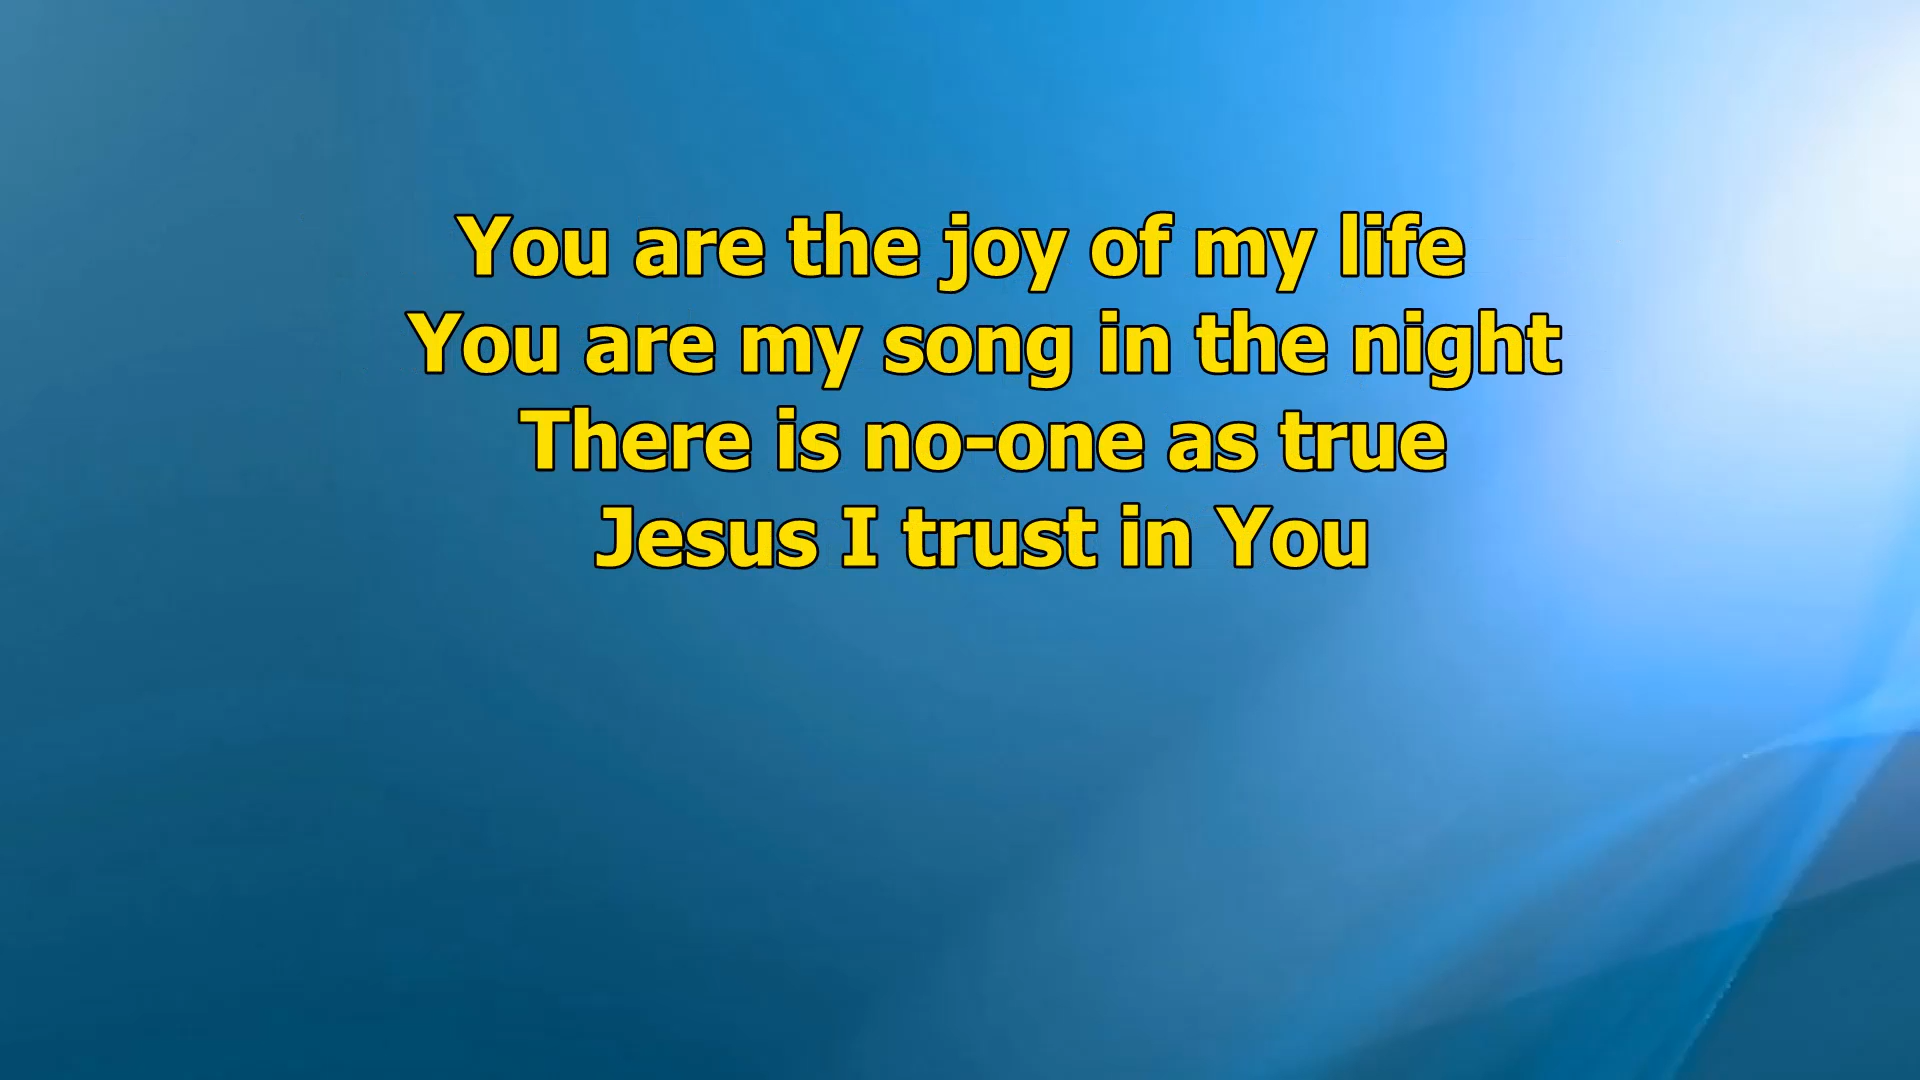 You are the joy of my life
You are my song in the night
There is no-one as true
Jesus I trust in You